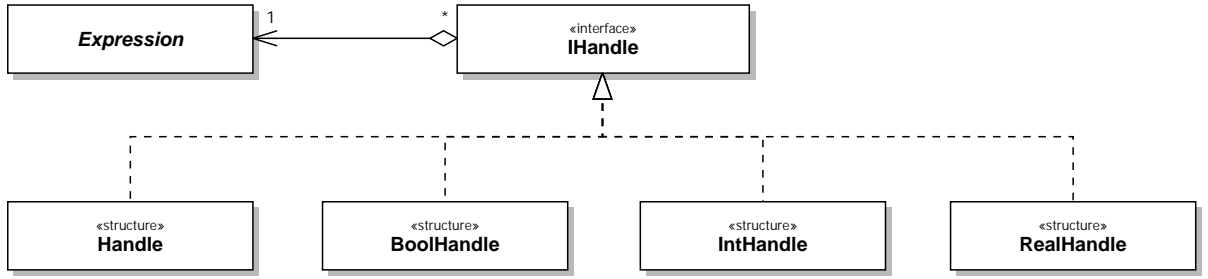 Expression
1
*
«interface»
IHandle
«structure»
Handle
«structure»
BoolHandle
«structure»
IntHandle
«structure»
RealHandle